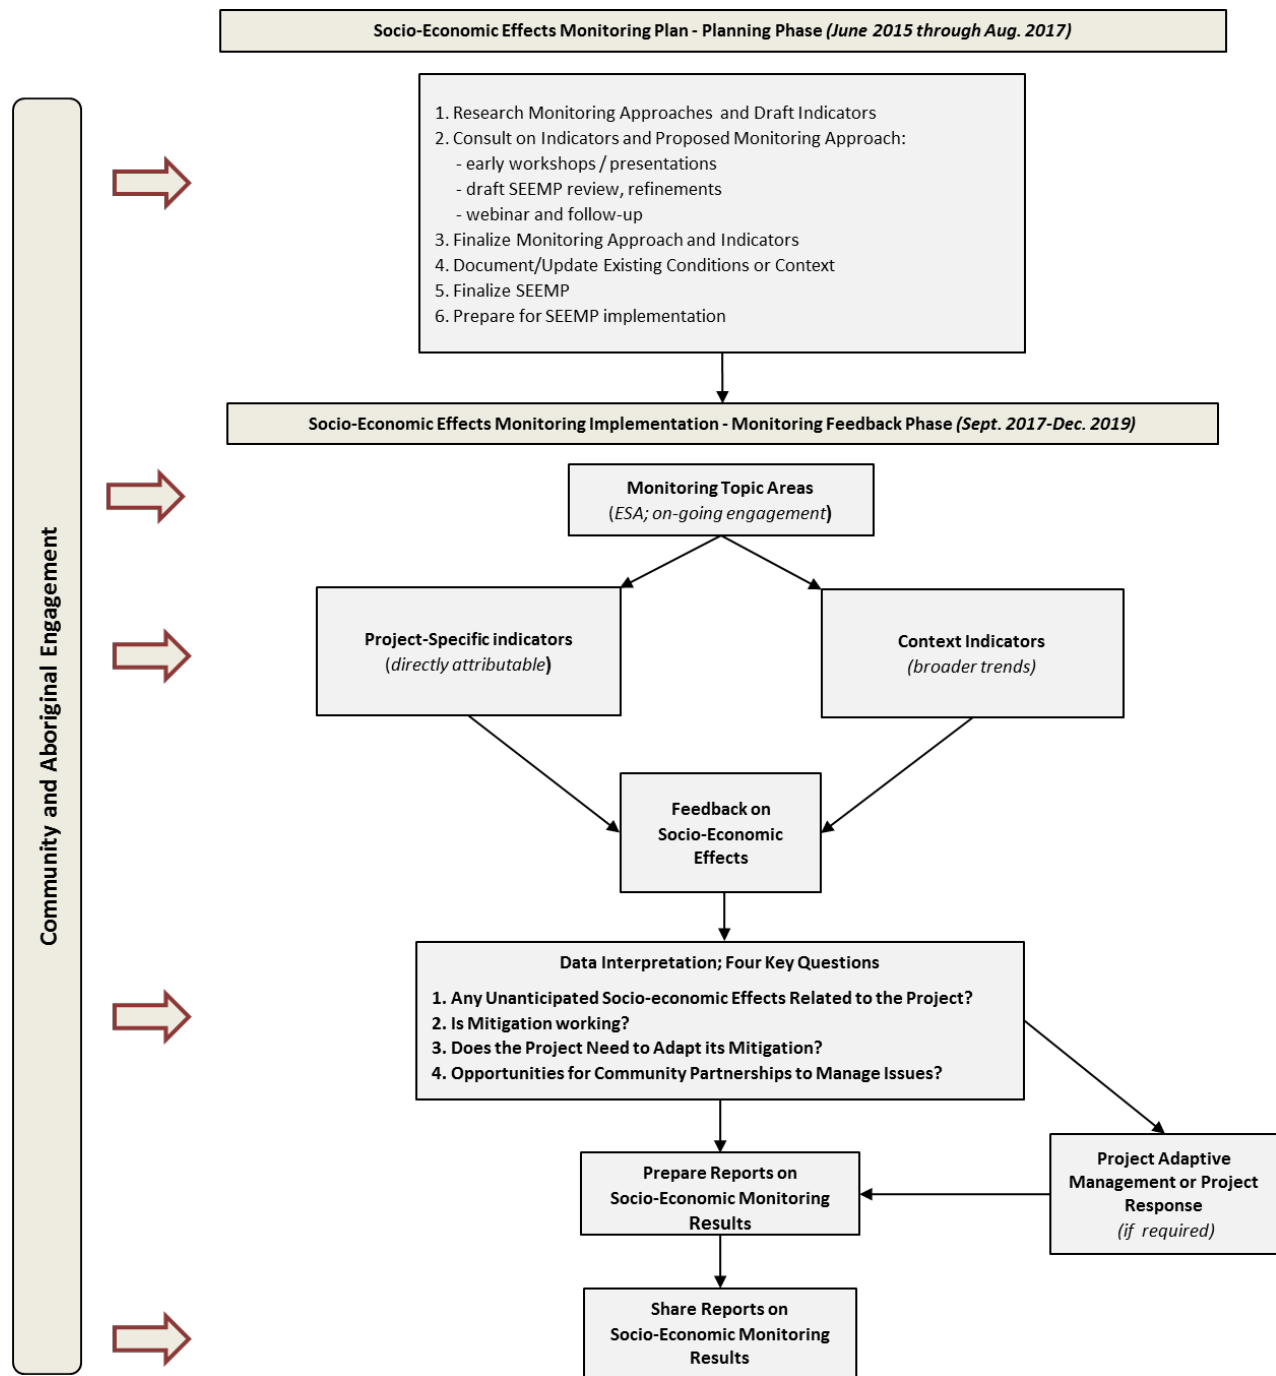 Socio-Economic Effects Monitoring Plan - Planning Phase (June 2015 through Aug. 2017)
Community and Aboriginal Engagement
1. Research Monitoring Approaches and Draft Indicators
2. Consult on Indicators and Proposed Monitoring Approach:
- early workshops / presentations
- draft SEEMP review, refinements
- webinar and follow-up
3. Finalize Monitoring Approach and Indicators
4. Document/Update Existing Conditions or Context
5. Finalize SEEMP
6. Prepare for SEEMP implementation
Socio-Economic Effects Monitoring Implementation - Monitoring Feedback Phase (Sept. 2017-Dec. 2019)
Monitoring Topic Areas
(ESA; on-going engagement)
Project-Specific indicators
(directly attributable)
Context Indicators
(broader trends)
Feedback on
Socio-Economic
Effects
Data Interpretation; Four Key Questions
1. Any Unanticipated Socio-economic Effects Related to the Project?
2. Is Mitigation working?
3. Does the Project Need to Adapt its Mitigation?
4. Opportunities for Community Partnerships to Manage Issues?
Prepare Reports on
Socio-Economic Monitoring
Results
Project Adaptive
Management or Project
Response
(if required)
Share Reports on
Socio-Economic Monitoring
Results